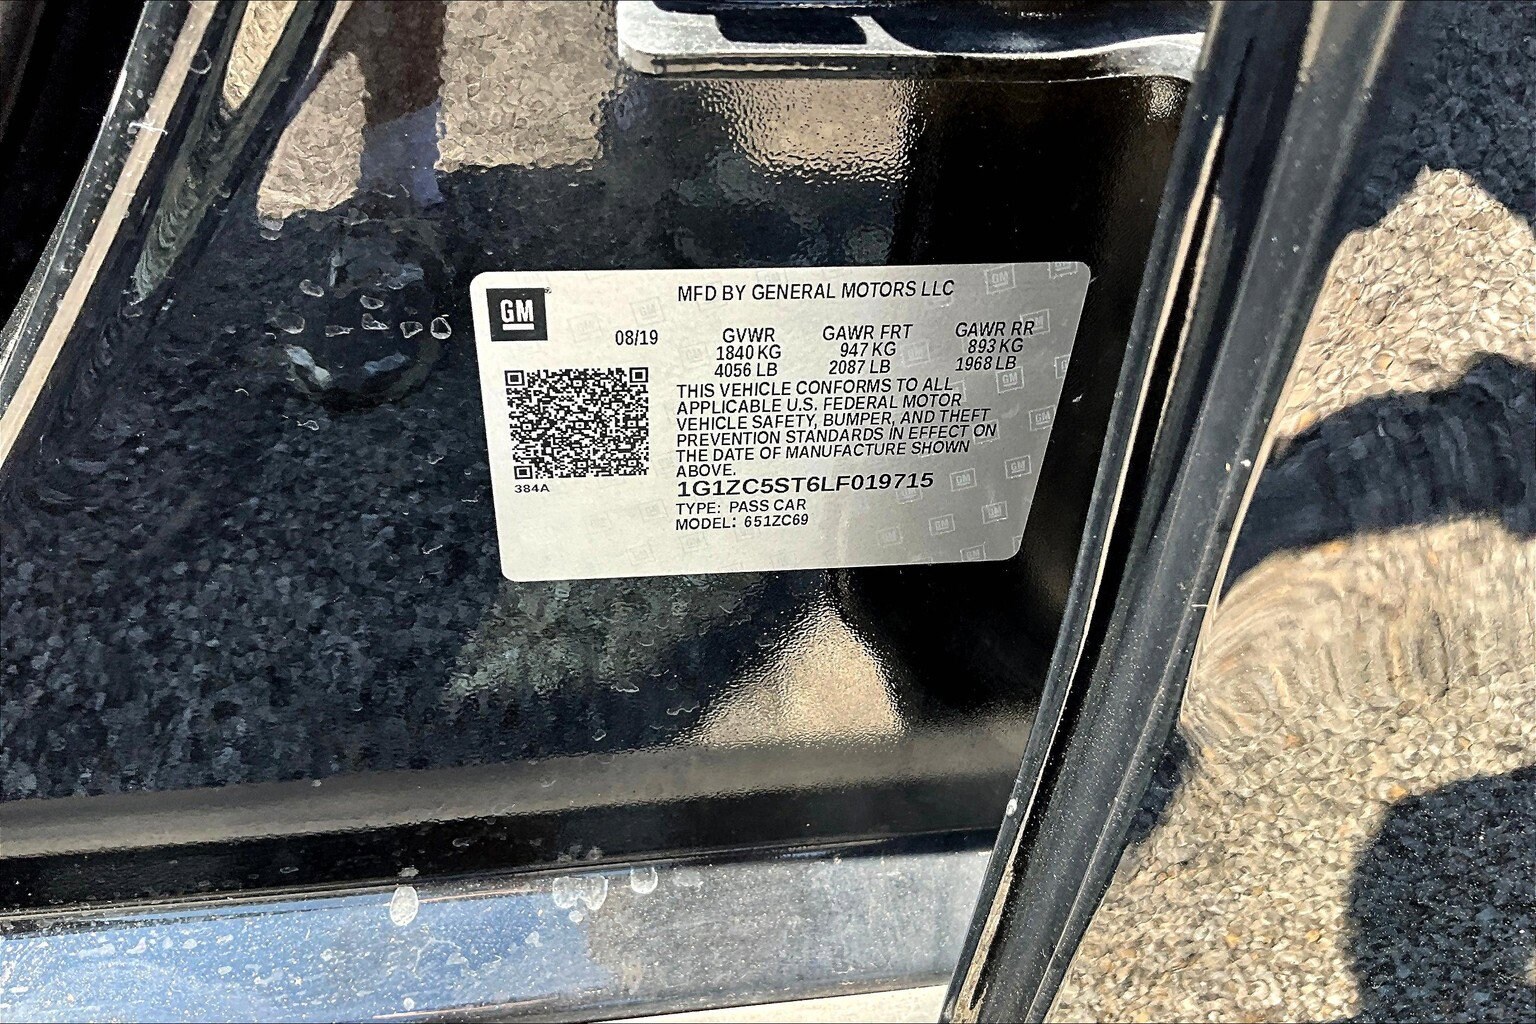 GM
MFD BY GENERAL MOTORS LLC
08/19
GVWR GAWR FRT GAWR RR
1840 KG 947 KG 893 KG
4056 LB 2087 LB 1968 LB
THIS VEHICLE CONFORMS TO ALL
APPLICABLE U.S. FEDERAL MOTOR
VEHICLE SAFETY, BUMPER, AND THEFT
PREVENTION STANDARDS IN EFFECT ON
THE DATE OF MANUFACTURE SHOWN
ABOVE.
384A
1G1ZC5ST6LF019715
TYPE: PASS CAR
MODEL: 651ZC69